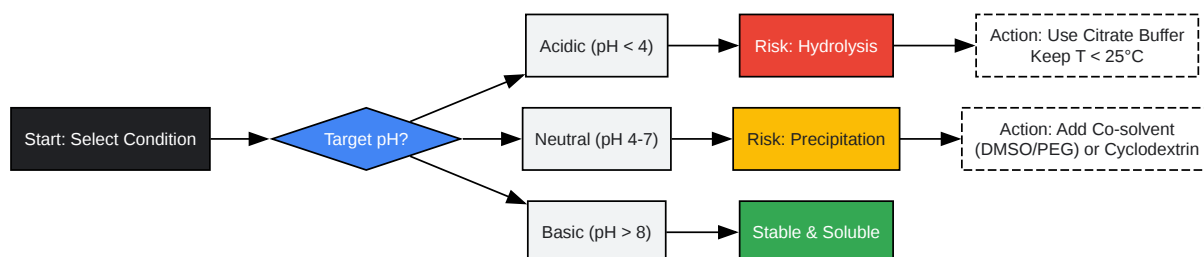 Start: Select Condition
Target pH?
Acidic (pH < 4)
Risk: Hydrolysis
Action: Use Citrate Buffer
Keep T < 25°C
Neutral (pH 4-7)
Risk: Precipitation
Action: Add Co-solvent
(DMSO/PEG) or Cyclodextrin
Basic (pH > 8)
Stable & Soluble